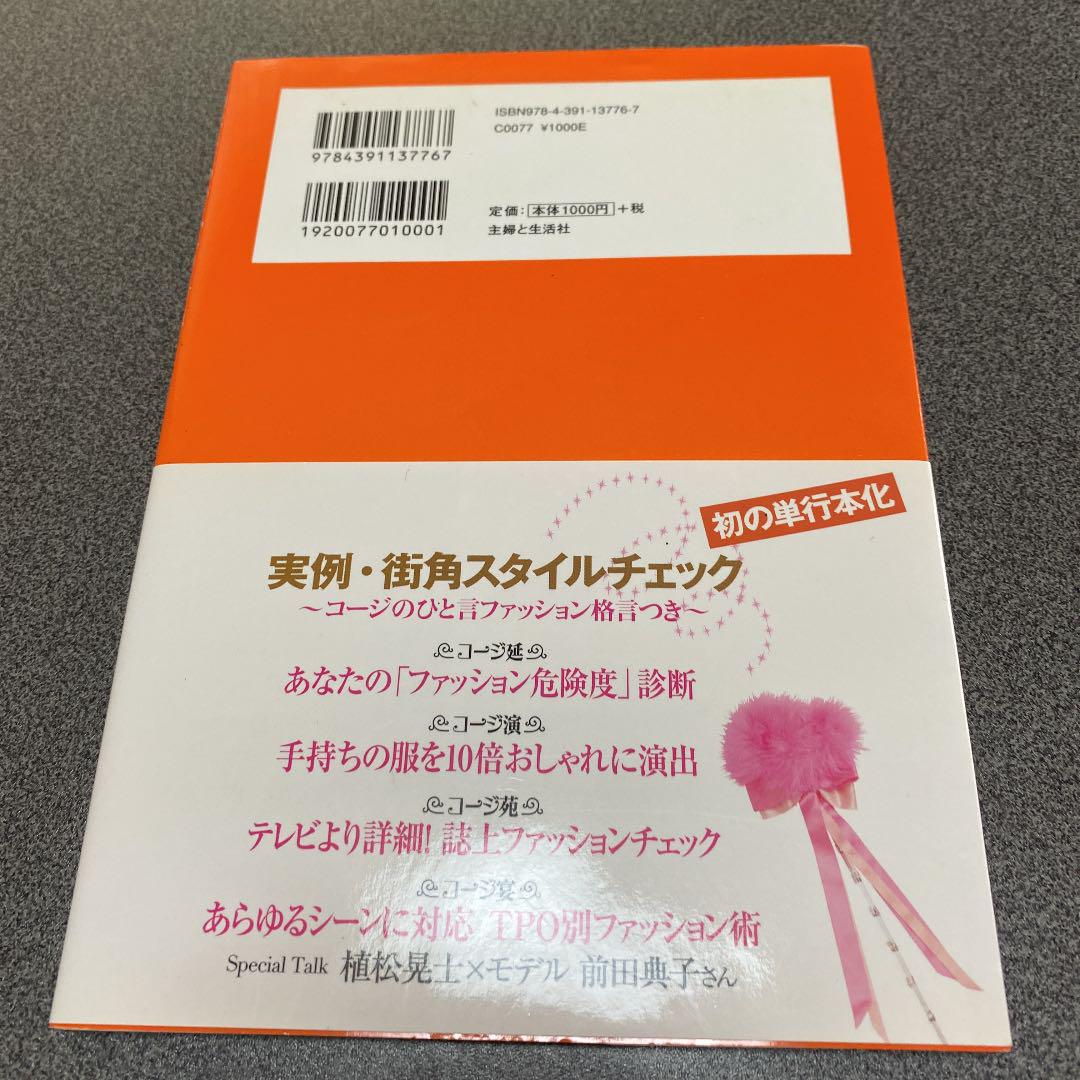 ISBN978-4-391-13776-7
C0077 ¥1000E
9784391137767
定価:本体1000円+税
主婦と生活社
1920077010001
初の単行本化
実例・街角スタイルチェック
～コージのひと言ファッション格言つき～
コージ延
あなたの「ファッション危険度」診断
コージ演
手持ちの服を10倍おしゃれに演出
コージ苑
テレビより詳細!誌上ファッションチェック
コージ宴
あらゆるシーンに対応 TPO別ファッション術
Special Talk 植松晃士×モデル 前田典子さん